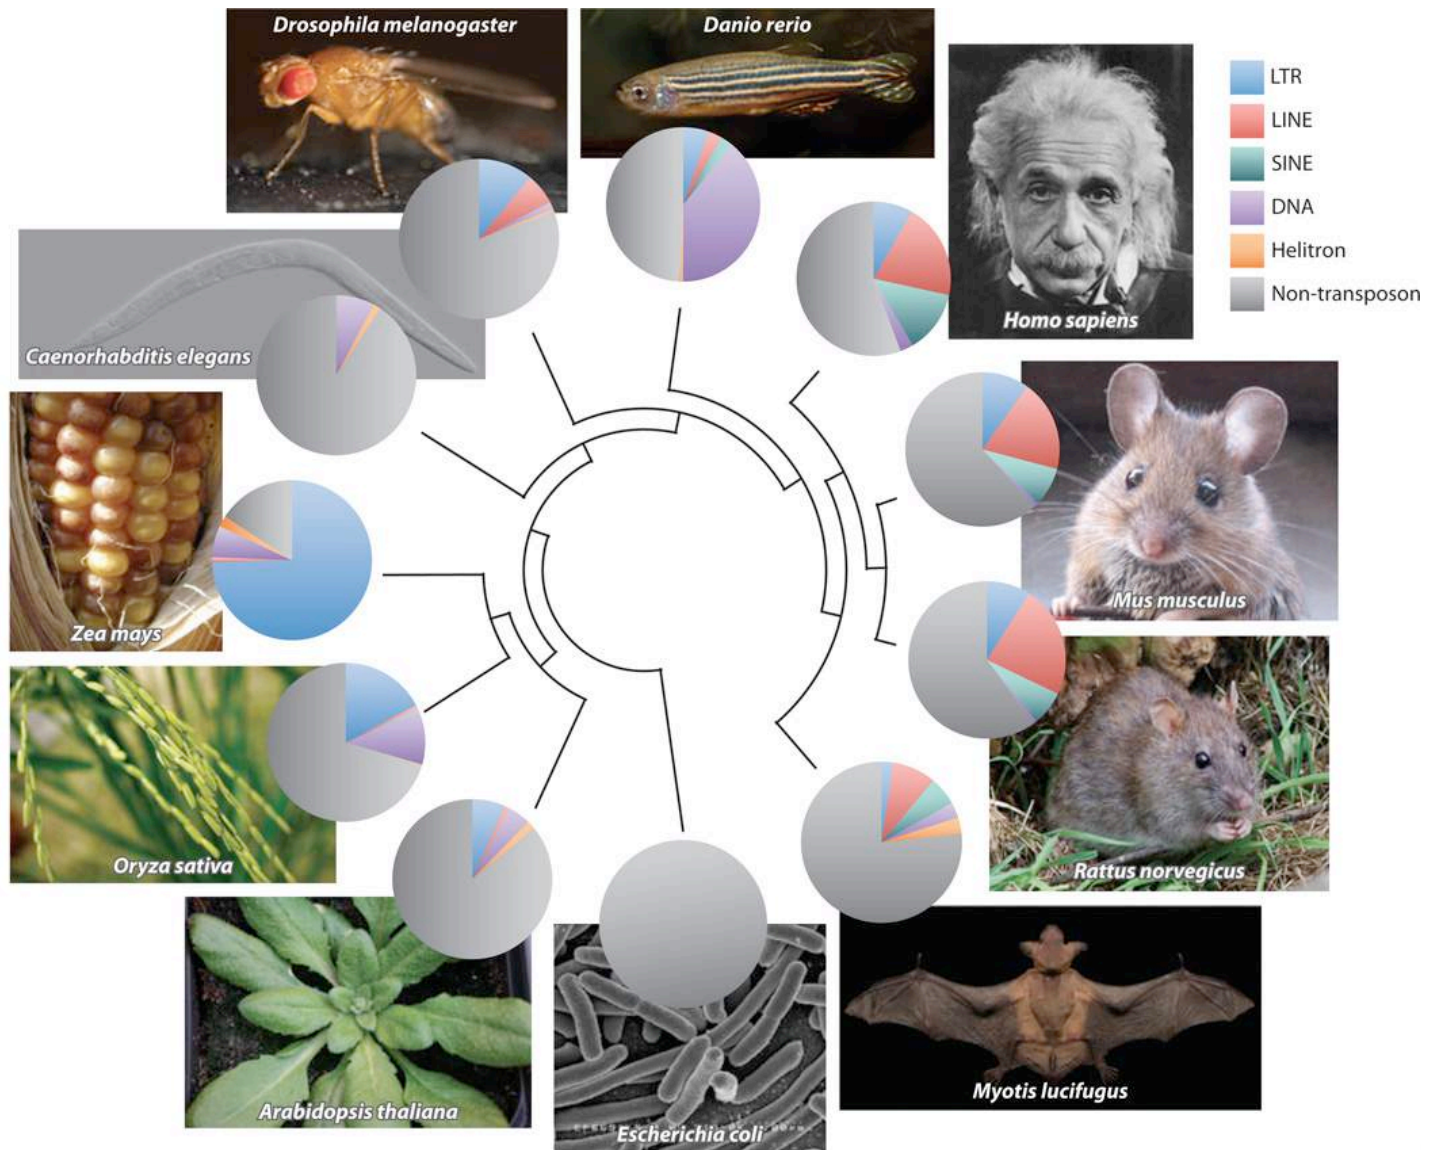 Drosophila melanogaster
Danio rerio
LTR
LINE
SINE
DNA
Helitron
Non-transposon
Homo sapiens
Caenorhabditis elegans
Mus musculus
Zea mays
Oryza sativa
Rattus norvegicus
Arabidopsis thaliana
Escherichia coli
Myotis lucifugus